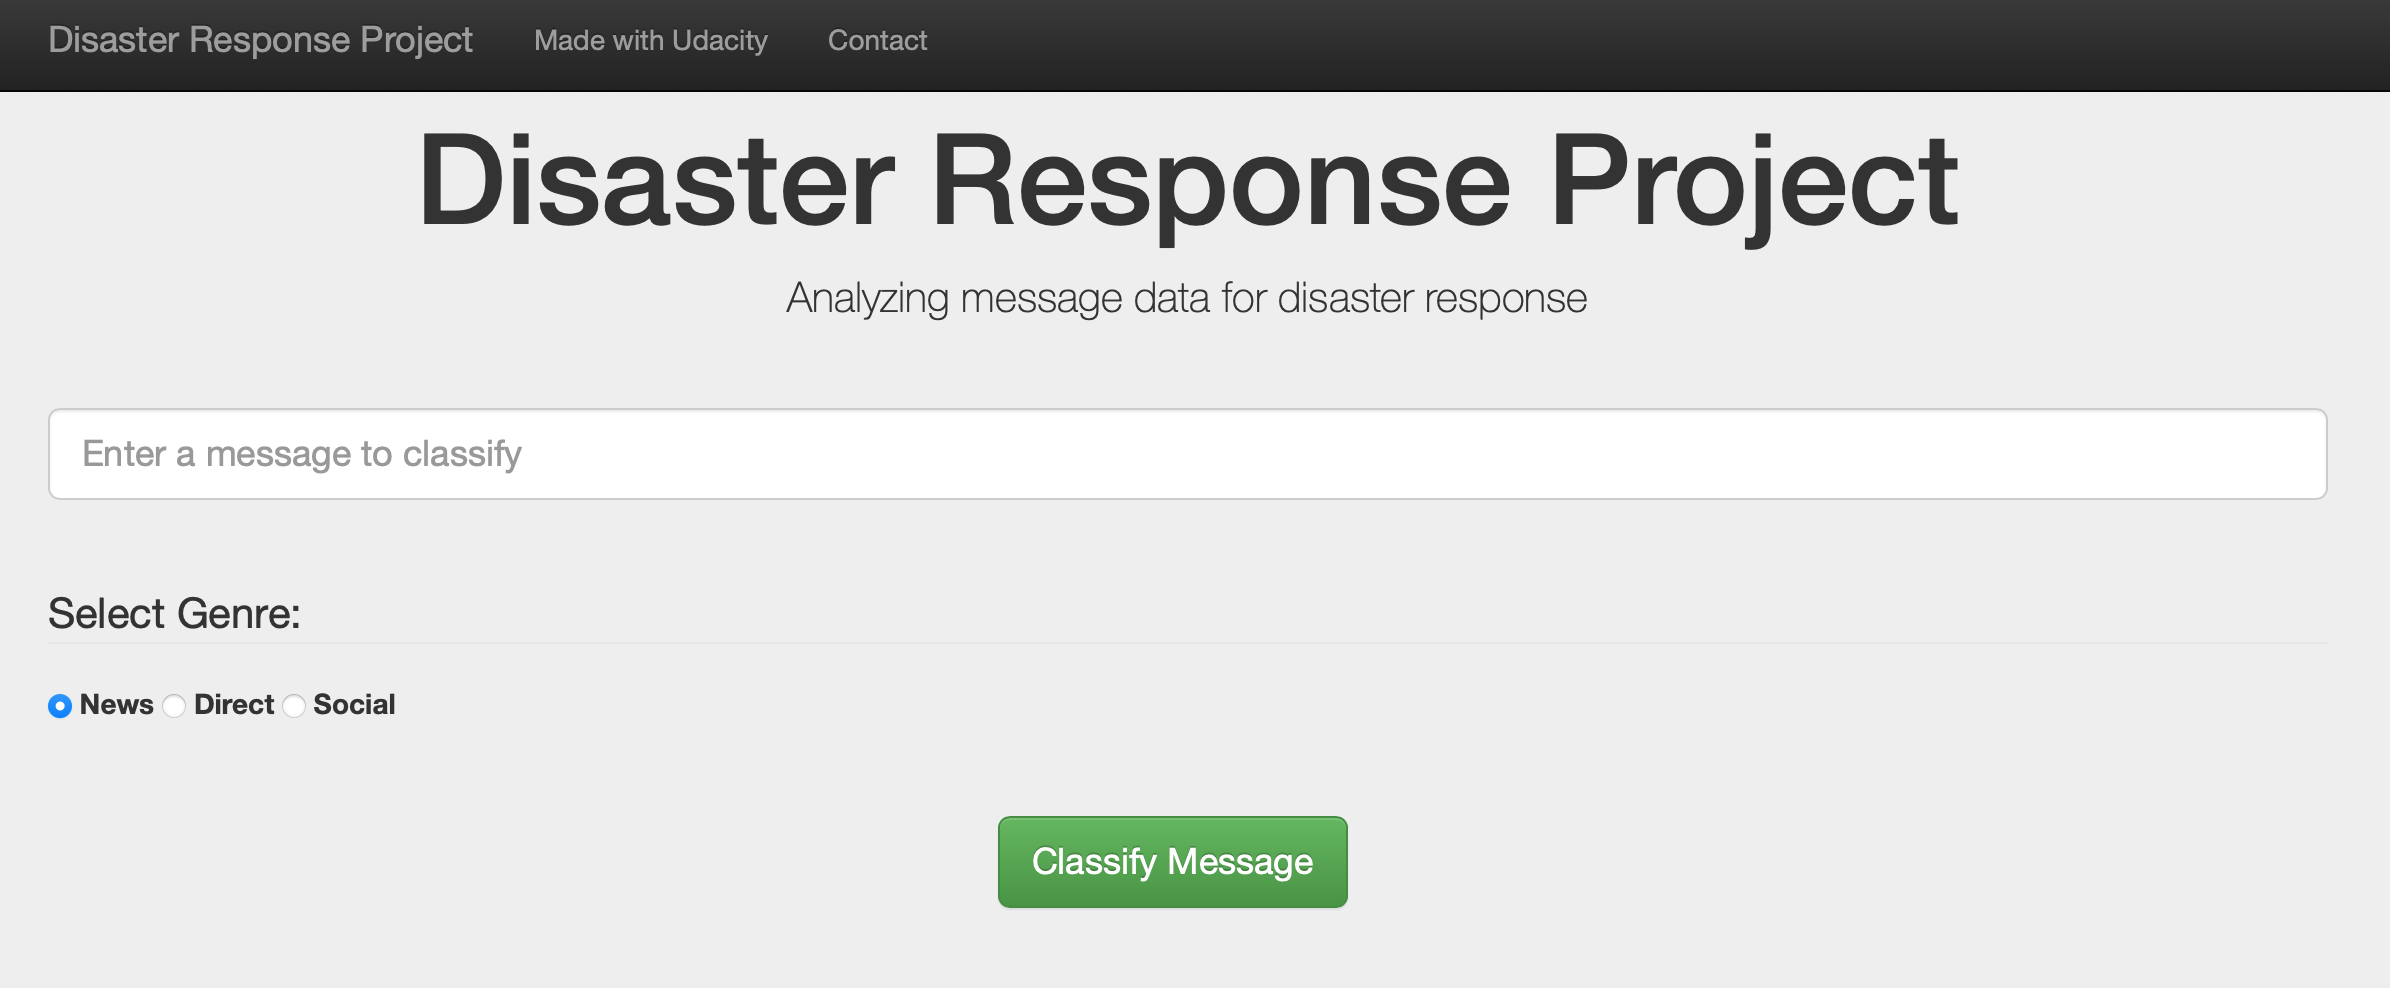 Disaster Response Project Made with Udacity Contact
Disaster Response Project
Analyzing message data for disaster response
Enter a message to classify
Select Genre:
News Direct Social
Classify Message